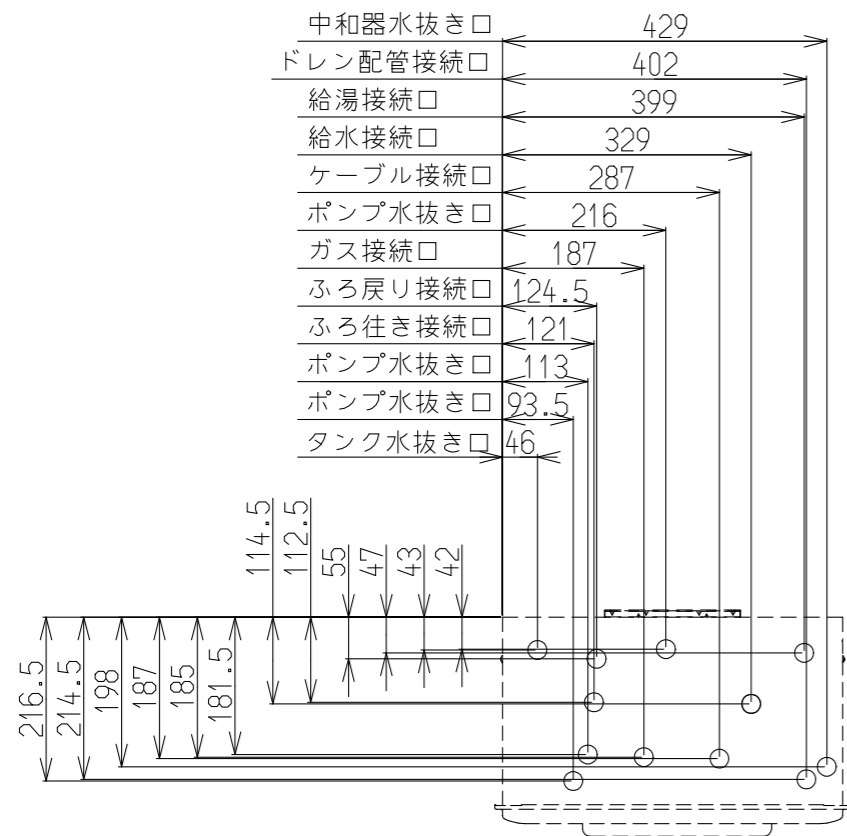 中和器水抜き口 429
ドレン配管接続口 402
給湯接続口 399
給水接続口 329
ケーブル接続口 287
ポンプ水抜き口 216
ガス接続口 187
ふろ戻り接続口 124.5
ふろ往き接続口 121
ポンプ水抜き口 113
ポンプ水抜き口 93.5
タンク水抜き口 46
114.5
112.5
55
47
43
42
216.5
214.5
198
187
185
181.5